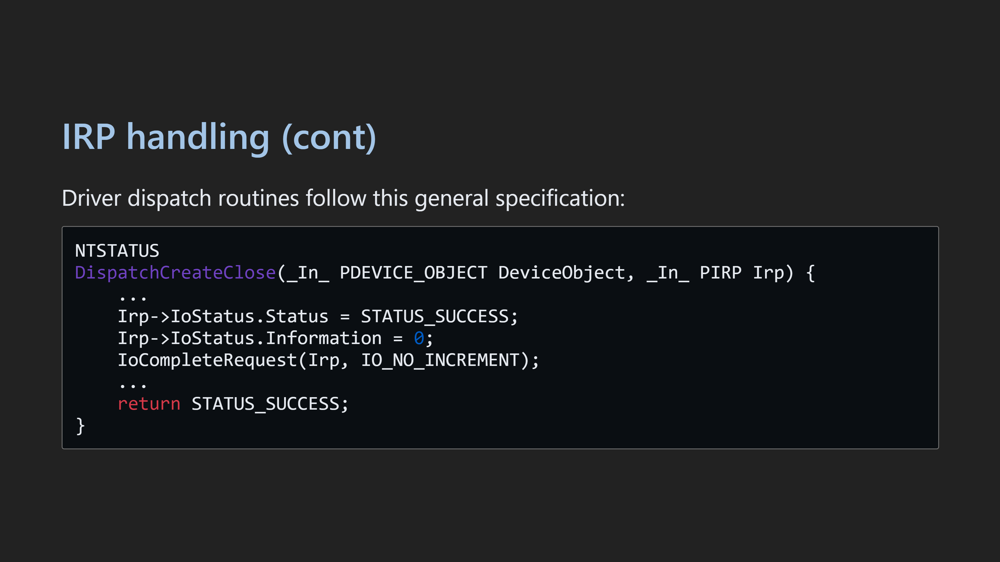 IRP handling (cont)
Driver dispatch routines follow this general specification:
NTSTATUS
DispatchCreateClose(_In_ PDEVICE_OBJECT DeviceObject, _In_ PIRP Irp) {
    ...
    Irp->IoStatus.Status = STATUS_SUCCESS;
    Irp->IoStatus.Information = 0;
    IoCompleteRequest(Irp, IO_NO_INCREMENT);
    ...
    return STATUS_SUCCESS;
}